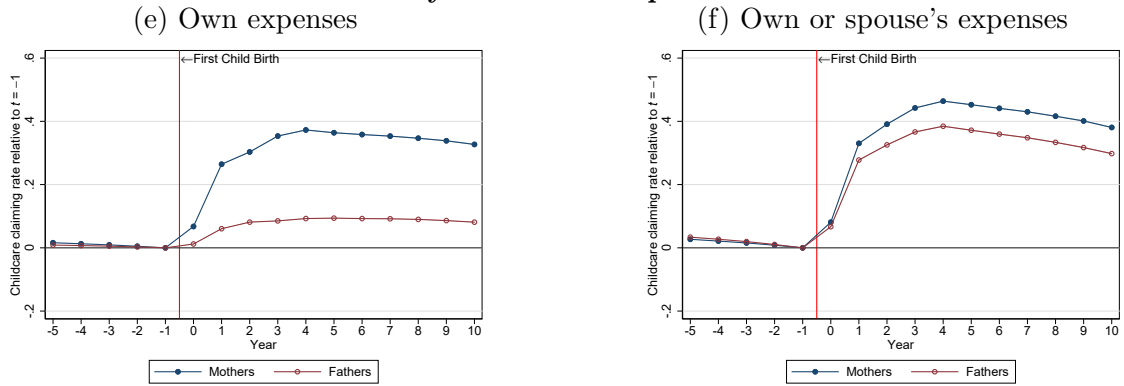 (e) Own expenses
Childcare claiming rate relative to t = −1
.6
.4
.2
0
-.2
←First Child Birth
-5 -4 -3 -2 -1 0 1 2 3 4 5 6 7 8 9 10
Year
Mothers Fathers
(f) Own or spouse's expenses
Childcare claiming rate relative to t = −1
.6
.4
.2
0
-.2
←First Child Birth
-5 -4 -3 -2 -1 0 1 2 3 4 5 6 7 8 9 10
Year
Mothers Fathers